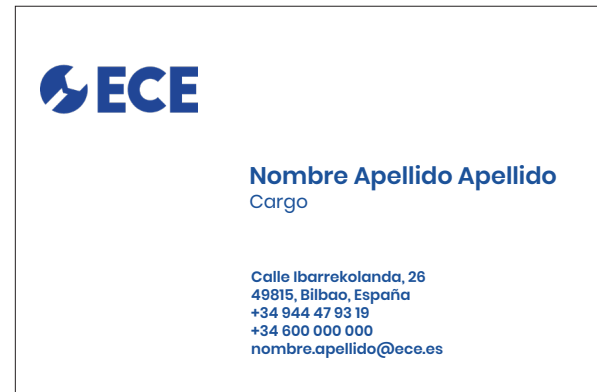 ECE
Nombre Apellido Apellido
Cargo
Calle Ibarrekolanda, 26
49815, Bilbao, España
+34 944 47 93 19
+34 600 000 000
nombre.apellido@ece.es